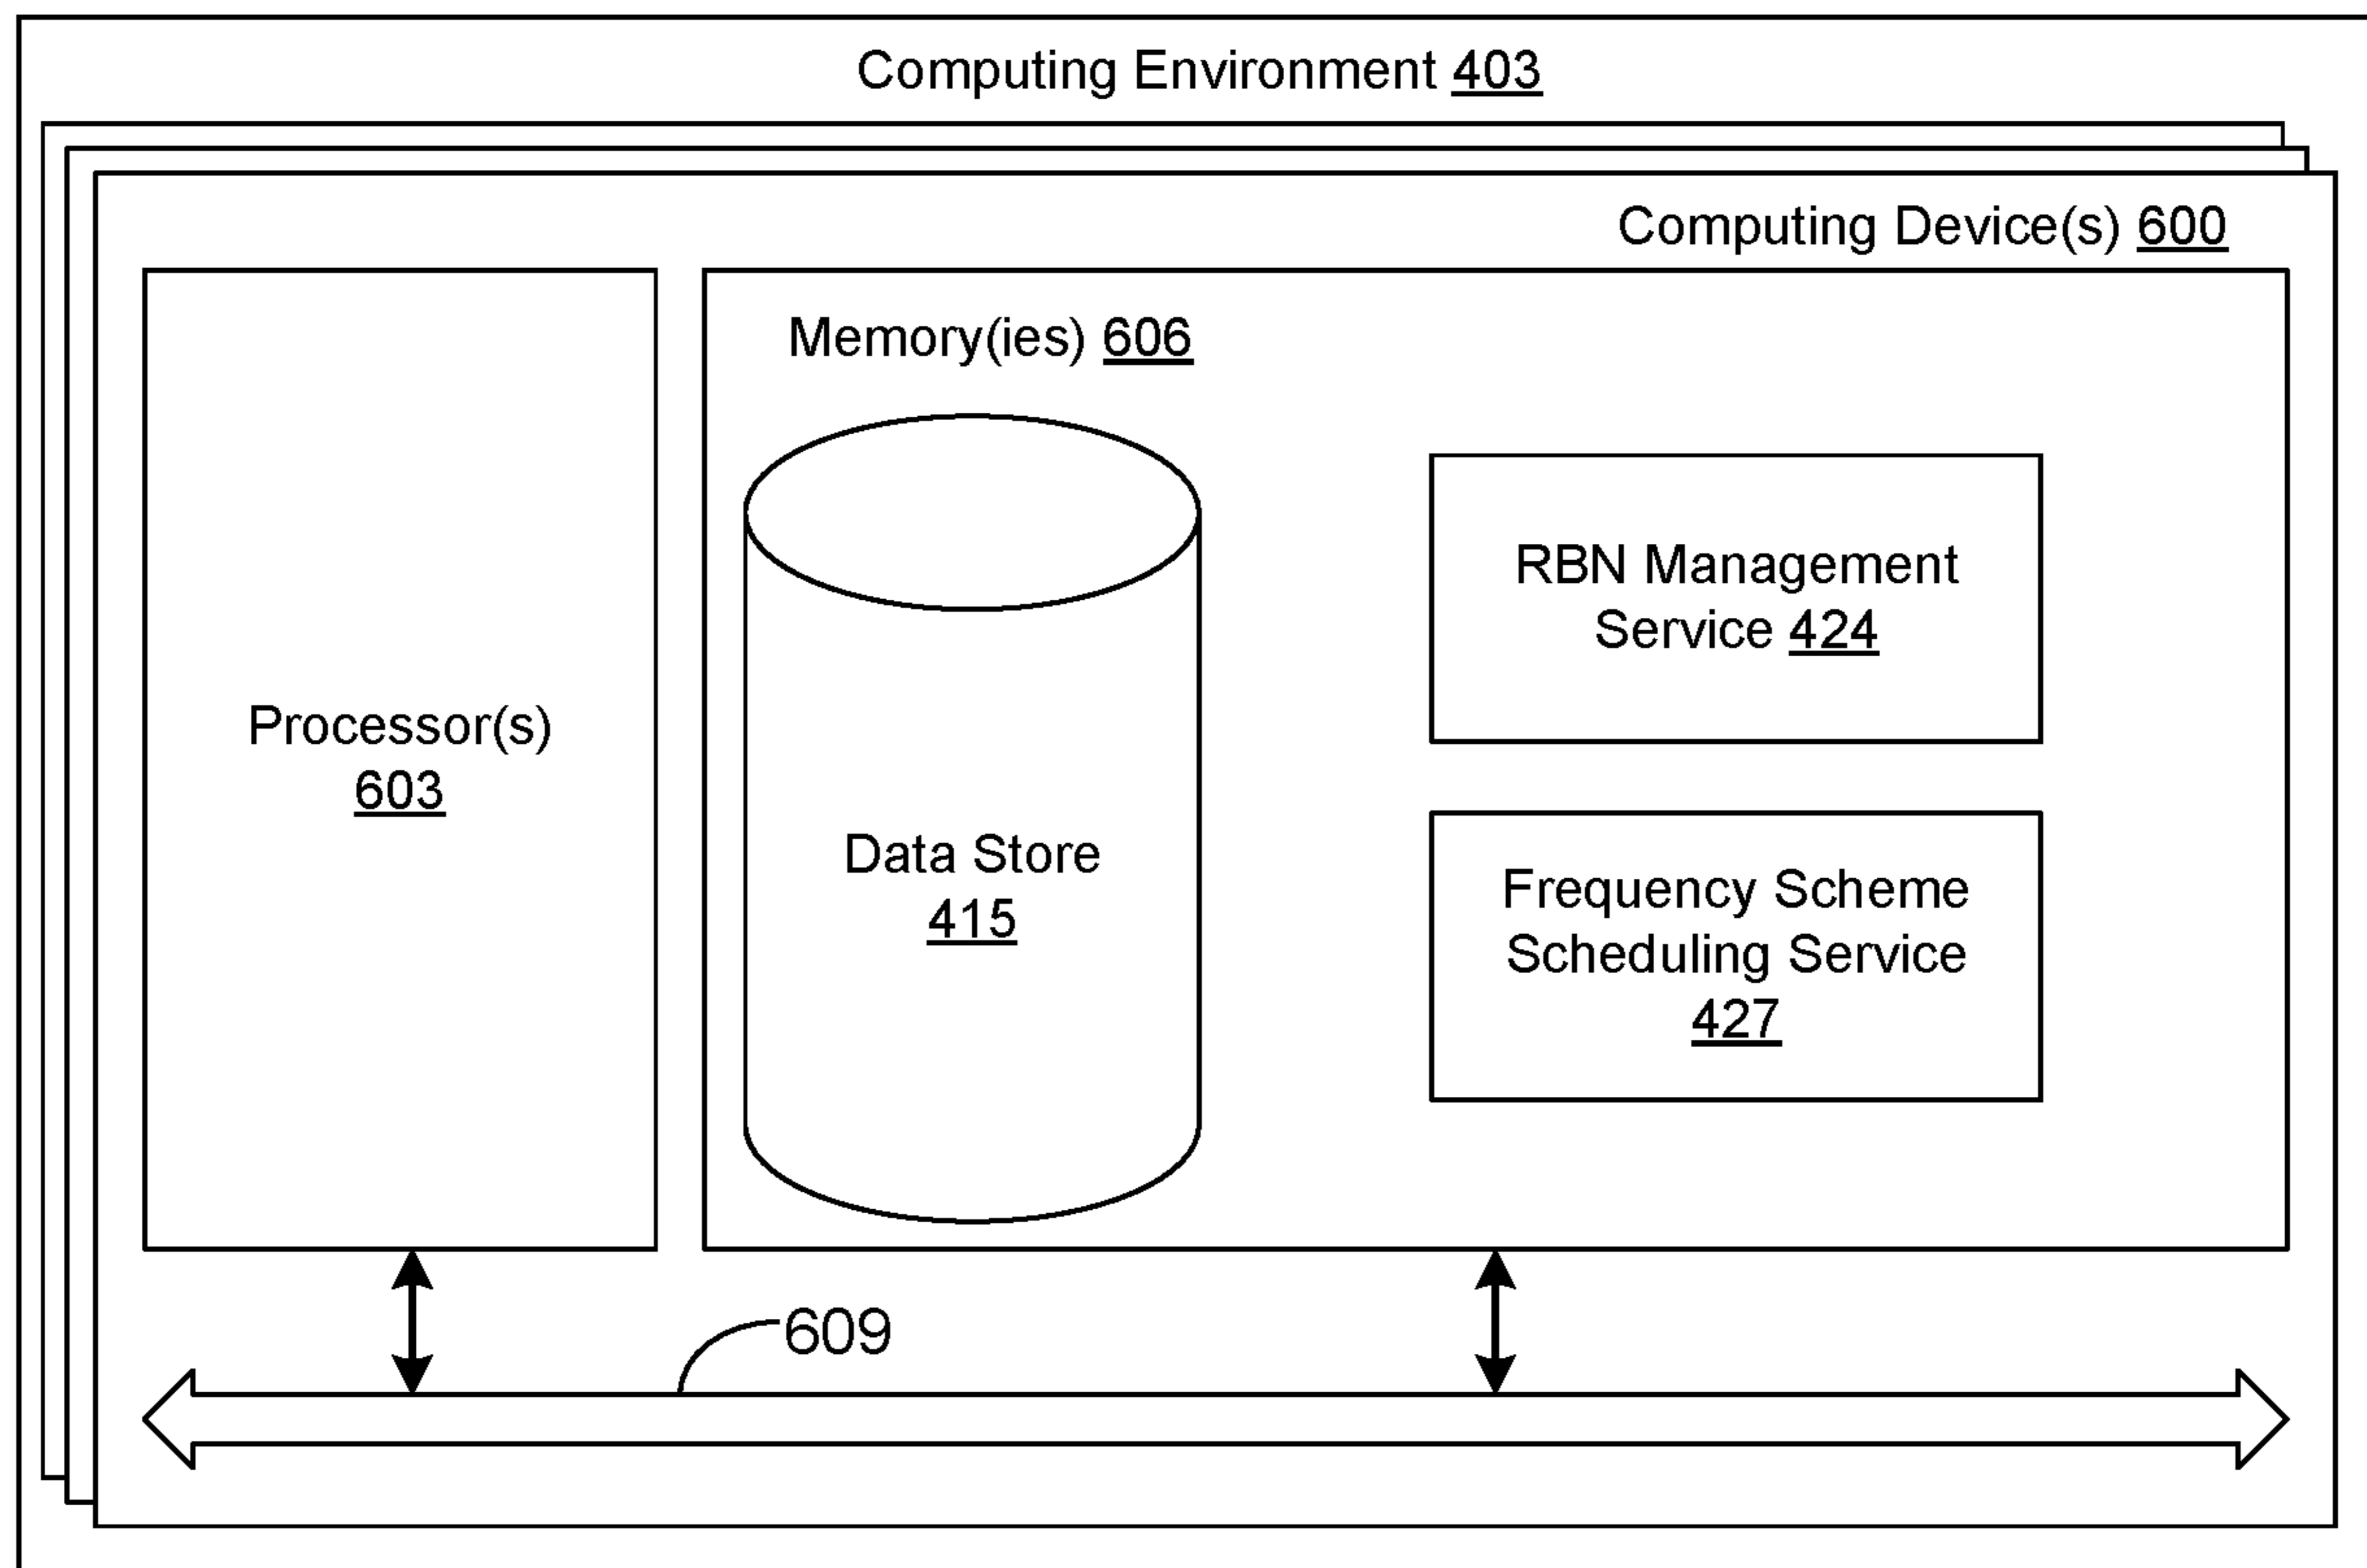 Computing Environment 403
Computing Device(s) 600
Memory(ies) 606
RBN Management
Service 424
Processor(s)
603
Data Store
415
Frequency Scheme
Scheduling Service
427
609